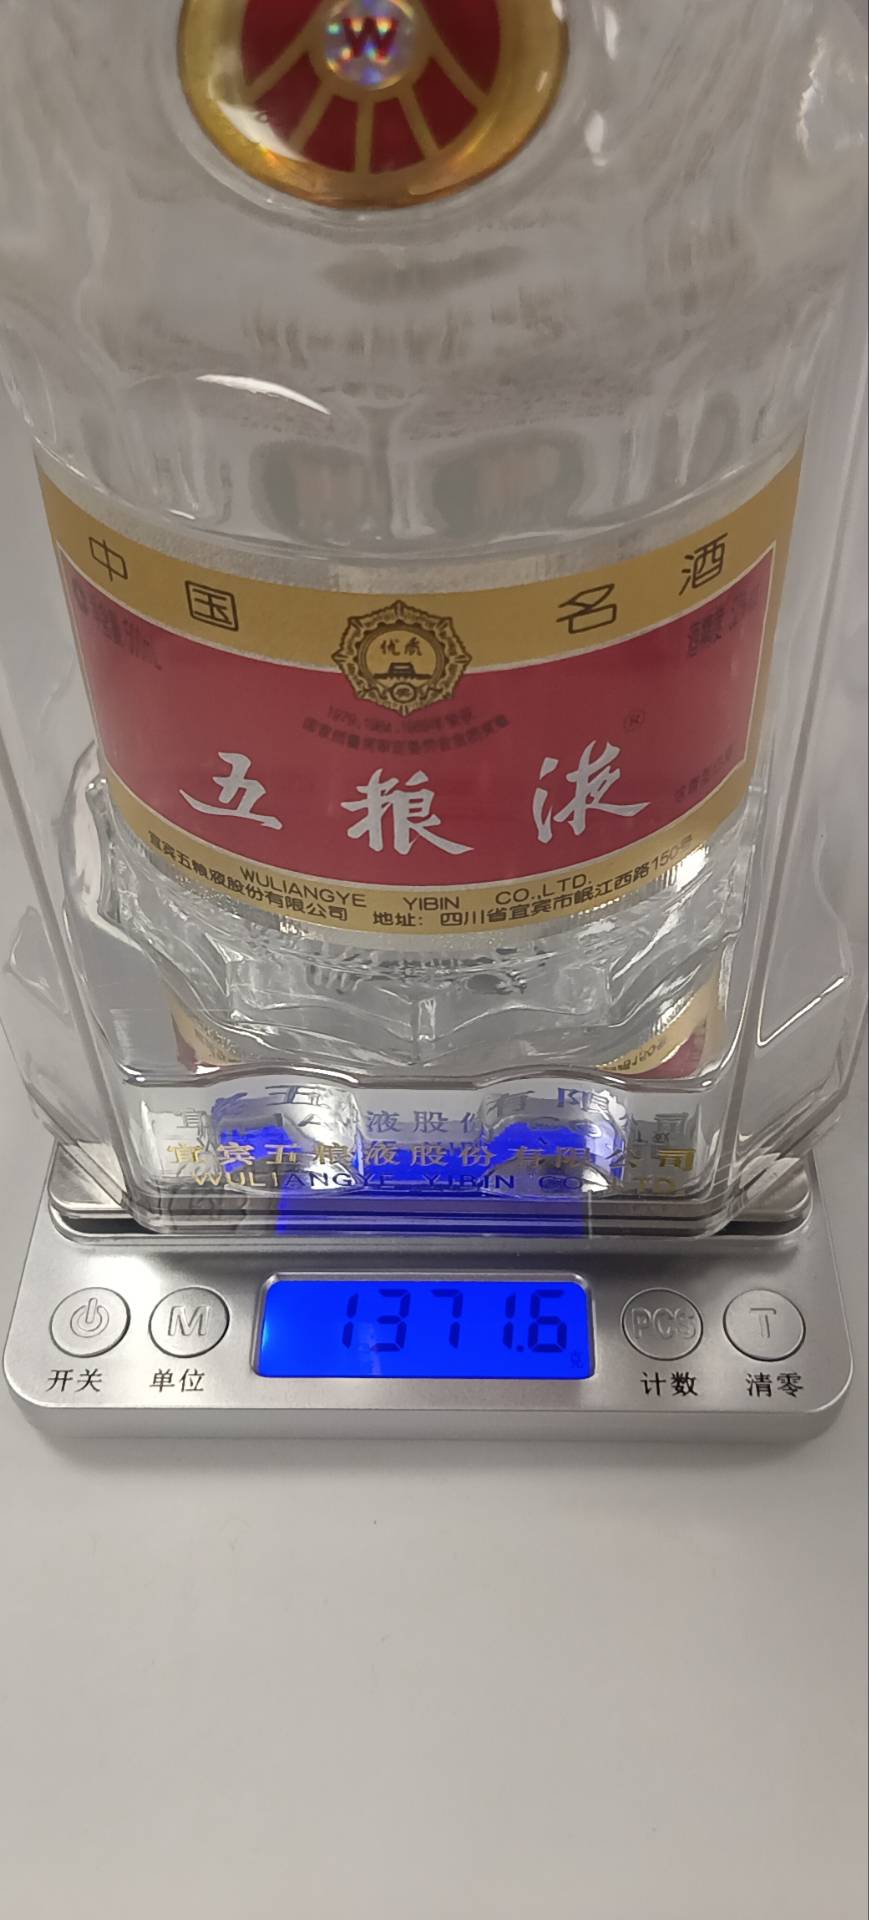 W
中国名酒
优质
五粮液
®
宜宾五粮液股份有限公司 地址：四川省宜宾市岷江西路150号
WULIANGYE YIBIN CO.,LTD.
宜宾五粮液股份有限公司
WULIANGYE YIBIN CO.,LTD.
1371.6
克
M
PCS
T
开关
单位
计数
清零